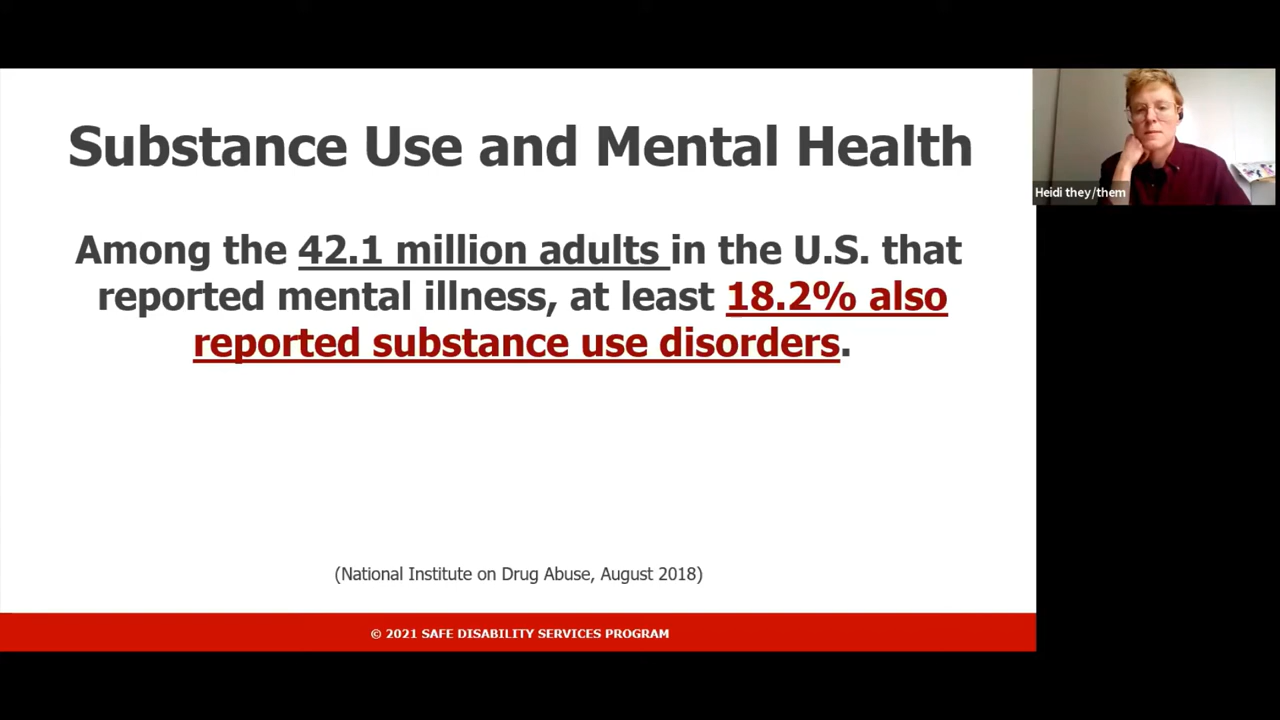 Substance Use and Mental Health
Among the 42.1 million adults in the U.S. that
reported mental illness, at least 18.2% also
reported substance use disorders.
(National Institute on Drug Abuse, August 2018)
© 2021 SAFE DISABILITY SERVICES PROGRAM
Heidi they/them